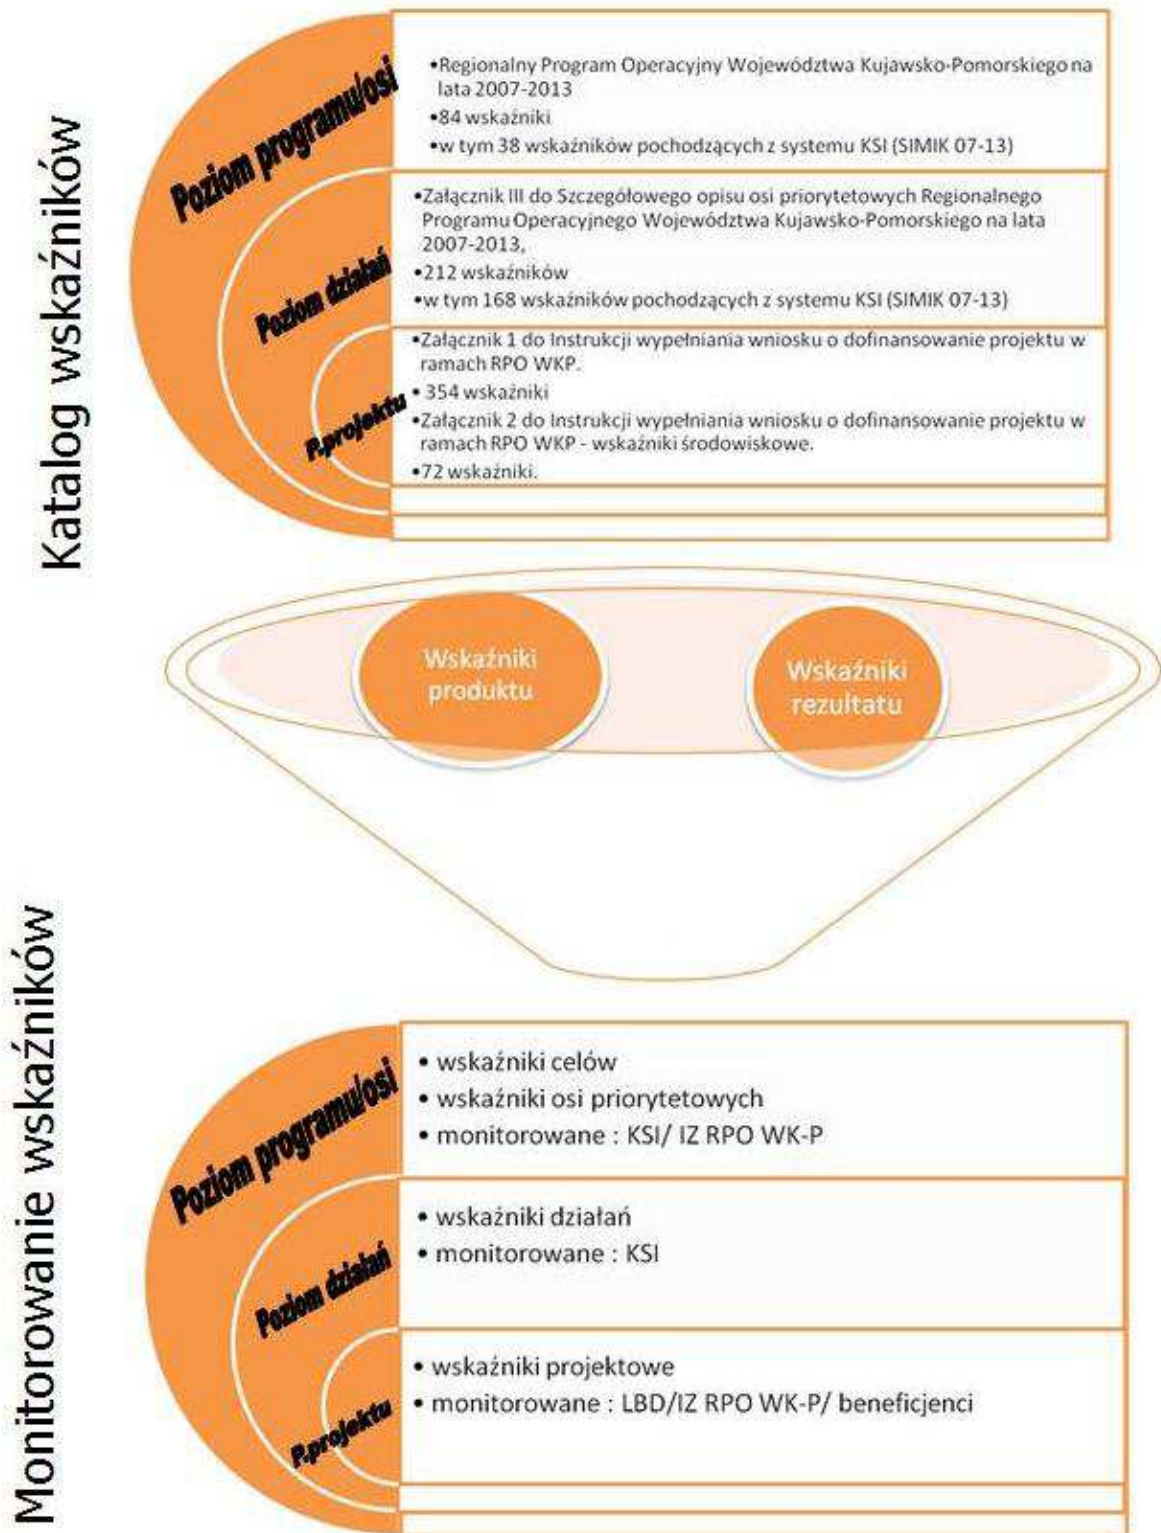 Katalog wskaźników
Poziom programu/osi
•Regionalny Program Operacyjny Województwa Kujawsko-Pomorskiego na
lata 2007-2013
•84 wskaźniki
•w tym 38 wskaźników pochodzących z systemu KSI (SIMIK 07-13)
Poziom działań
•Załącznik III do Szczegółowego opisu osi priorytetowych Regionalnego
Programu Operacyjnego Województwa Kujawsko-Pomorskiego na lata
2007-2013,
•212 wskaźników
•w tym 168 wskaźników pochodzących z systemu KSI (SIMIK 07-13)
P.projektu
•Załącznik 1 do Instrukcji wypełniania wniosku o dofinansowanie projektu w
ramach RPO WKP.
• 354 wskaźniki
•Załącznik 2 do Instrukcji wypełniania wniosku o dofinansowanie projektu w
ramach RPO WKP - wskaźniki środowiskowe.
•72 wskaźniki.
Wskaźniki
produktu
Wskaźniki
rezultatu
Monitorowanie wskaźników
Poziom programu/osi
• wskaźniki celów
• wskaźniki osi priorytetowych
• monitorowane : KSI/ IZ RPO WK-P
Poziom działań
• wskaźniki działań
• monitorowane : KSI
P.projektu
• wskaźniki projektowe
• monitorowane : LBD/IZ RPO WK-P/ beneficjenci